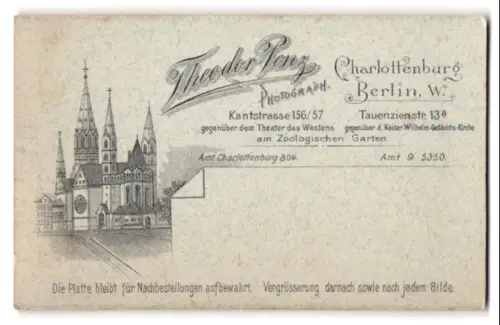 Theodor Penz
PHOTOGRAPH.
Charlottenburg
Berlin, W.
Kantstrasse 156/57
gegenüber dem Theater des Westens
Tauenzienstr. 13ª
gegenüber d. Kaiser-Wilhelm-Gedächtn-Kirche
am Zoologischen Garten.
Amt Charlottenburg 804.
Amt 9 5350.
Die Platte bleibt für Nachbestellungen aufbewahrt. Vergrösserung darnach sowie nach jedem Bilde.